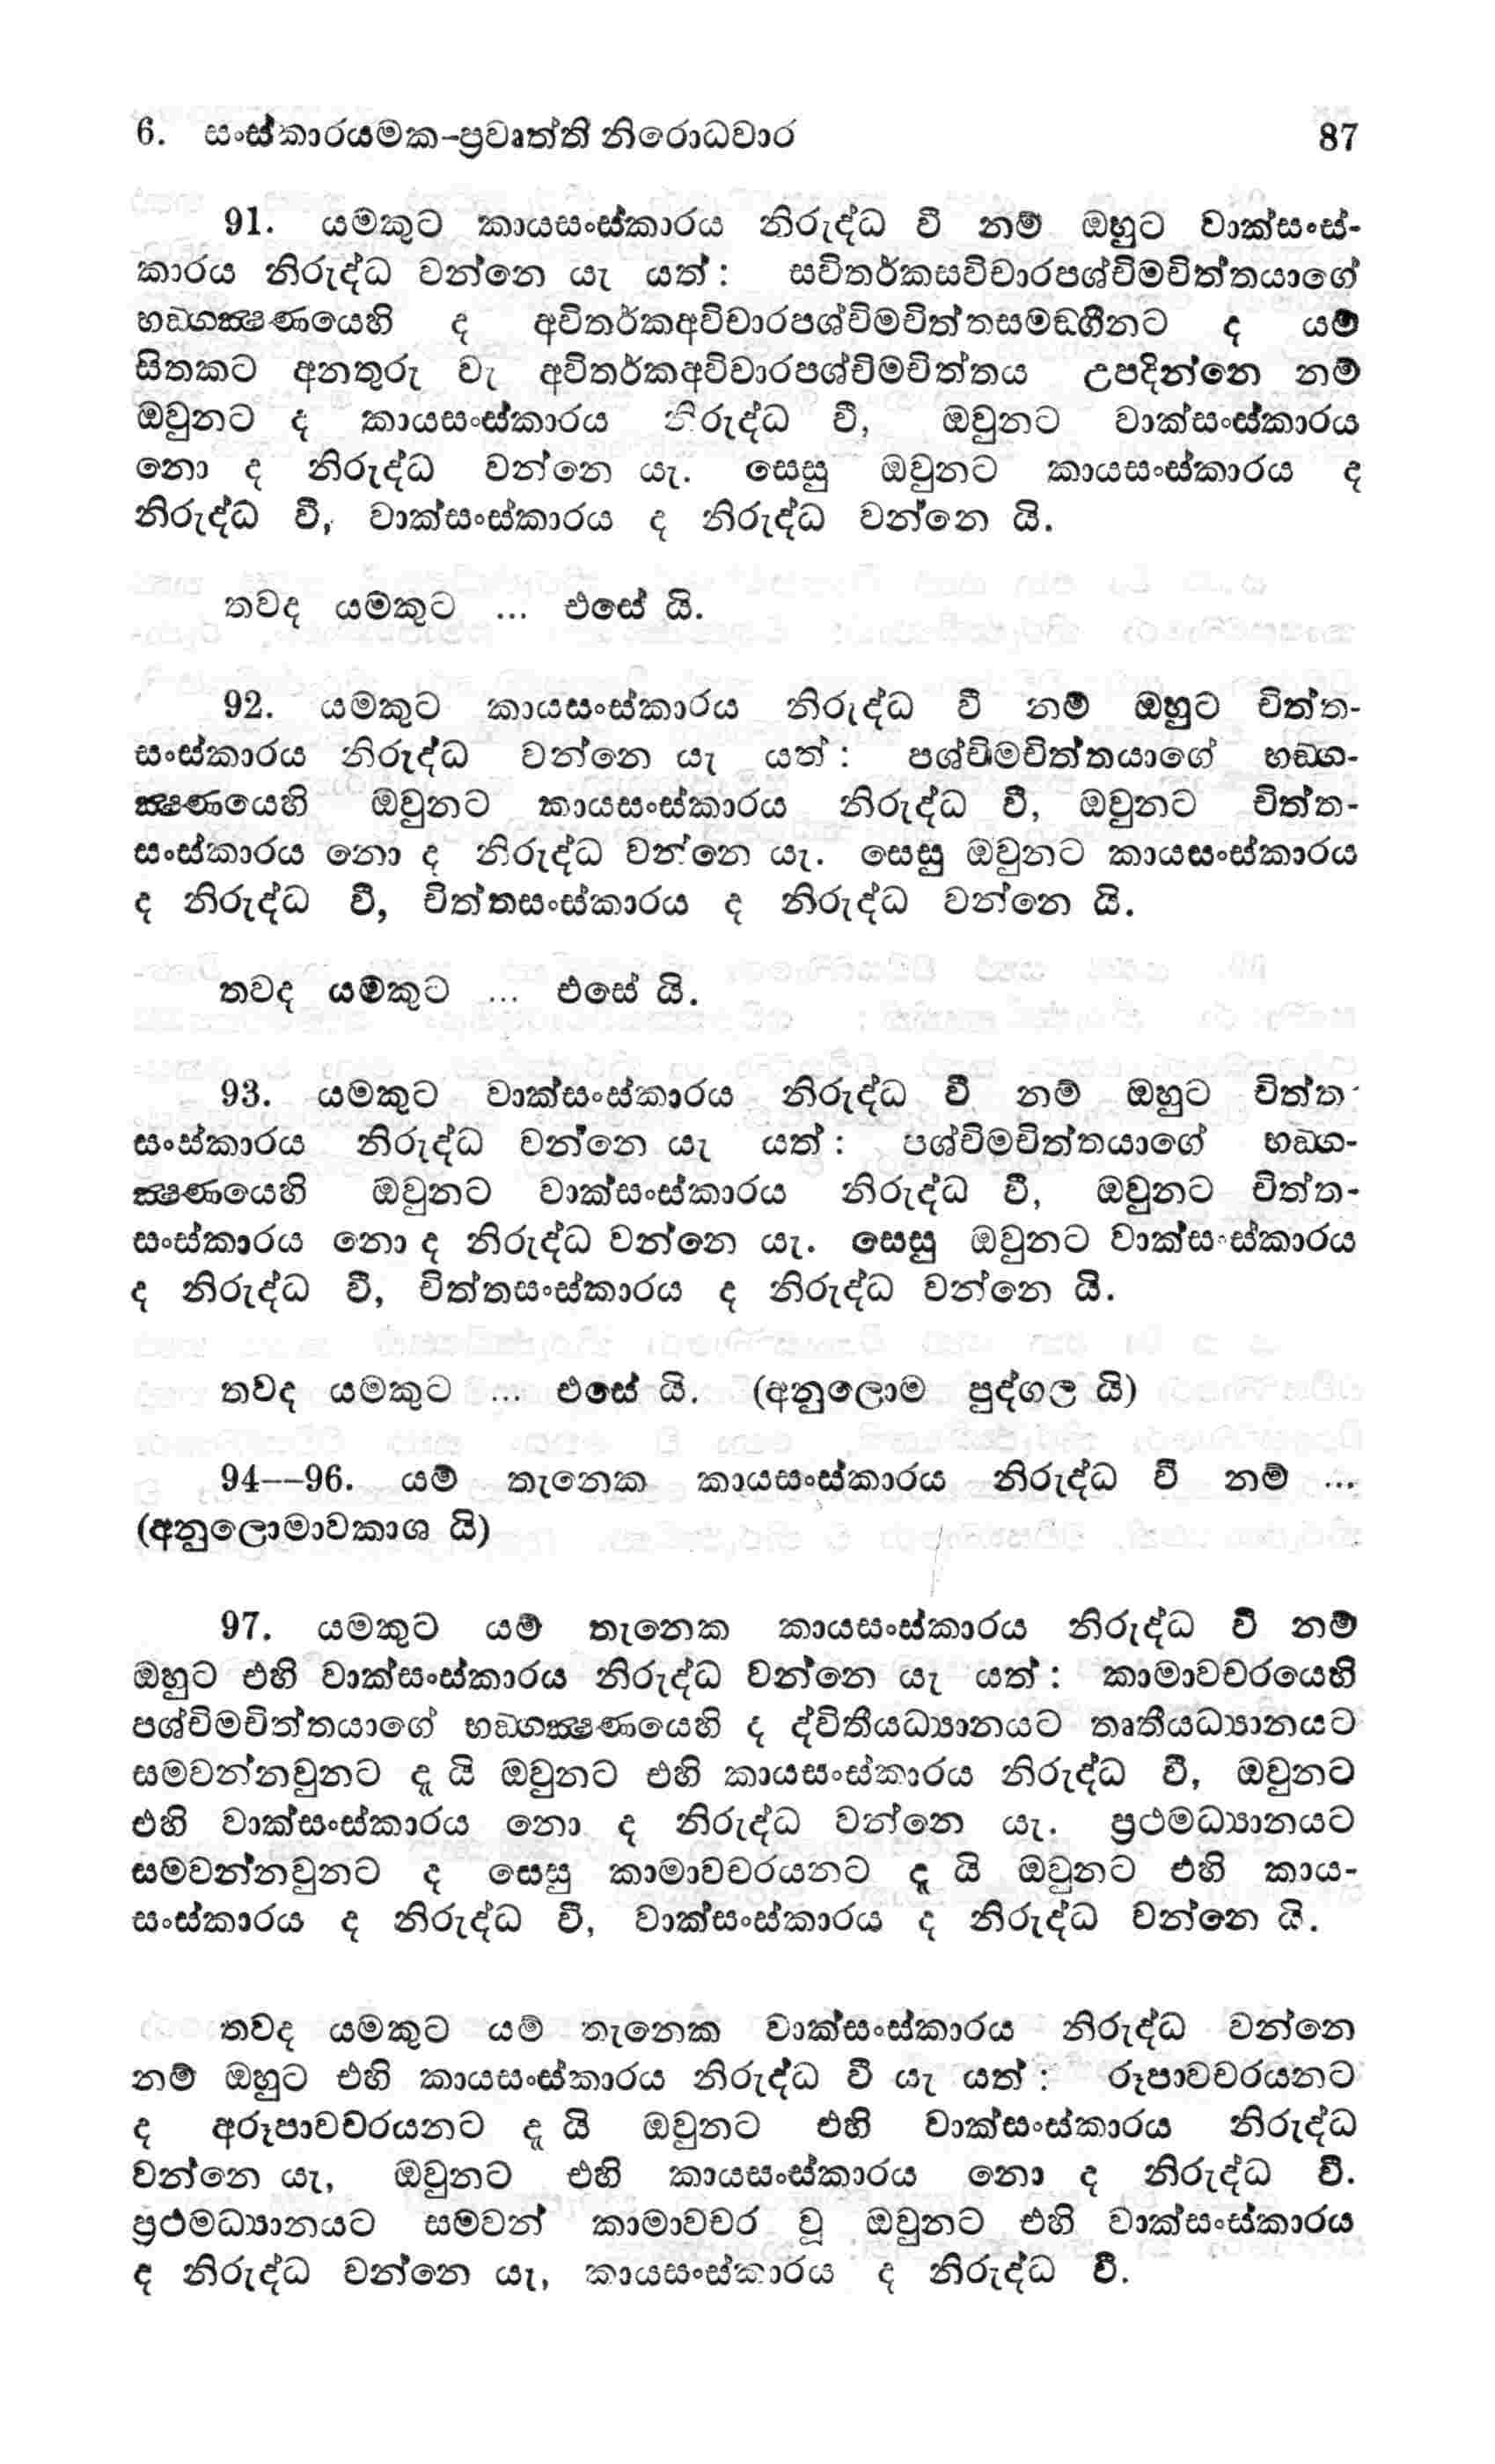 6. සංස්කාරයමක-ප්‍රවෘත්ති නිරොධවාර 87
91. යමකුට කායසංස්කාරය නිරුද්ධ වී නම් ඔහුට වාක්සංස්-
කාරය නිරුද්ධ වන්නෙ යැ යත් : සවිතර්කසවිචාරපශ්චිමචිත්තයාගේ
භඞ්ගක්‍ෂණයෙහි ද අවිතර්කඅවිචාරපශ්චිමචිත්තසමඞ්ගීනට ද යම්
සිතකට අනතුරු වැ අවිතර්කඅවිචාරපශ්චිමචිත්තය උපදින්නෙ නම්
ඔවුනට ද කායසංස්කාරය නිරුද්ධ වී, ඔවුනට වාක්සංස්කාරය
නො ද නිරුද්ධ වන්නෙ යැ. සෙසු ඔවුනට කායසංස්කාරය ද
නිරුද්ධ වී, වාක්සංස්කාරය ද නිරුද්ධ වන්නෙ යි.
තවද යමකුට ... එසේ යි.
92. යමකුට කායසංස්කාරය නිරුද්ධ වී නම් ඔහුට චිත්ත-
සංස්කාරය නිරුද්ධ වන්නෙ යැ යත් : පශ්චිමචිත්තයාගේ භඞ්ග-
ක්‍ෂණයෙහි ඔවුනට කායසංස්කාරය නිරුද්ධ වී, ඔවුනට චිත්ත-
සංස්කාරය නො ද නිරුද්ධ වන්නෙ යැ. සෙසු ඔවුනට කායසංස්කාරය
ද නිරුද්ධ වී, චිත්තසංස්කාරය ද නිරුද්ධ වන්නෙ යි.
තවද යමකුට ... එසේ යි.
93. යමකුට වාක්සංස්කාරය නිරුද්ධ වී නම් ඔහුට චිත්ත-
සංස්කාරය නිරුද්ධ වන්නෙ යැ යත් : පශ්චිමචිත්තයාගේ භඞ්ග-
ක්‍ෂණයෙහි ඔවුනට වාක්සංස්කාරය නිරුද්ධ වී, ඔවුනට චිත්ත-
සංස්කාරය නො ද නිරුද්ධ වන්නෙ යැ. සෙසු ඔවුනට වාක්සංස්කාරය
ද නිරුද්ධ වී, චිත්තසංස්කාරය ද නිරුද්ධ වන්නෙ යි.
තවද යමකුට ... එසේ යි. (අනුලොම පුද්ගල යි)
94—96. යම් තැනෙක කායසංස්කාරය නිරුද්ධ වී නම් ...
(අනුලොමාවකාශ යි)
97. යමකුට යම් තැනෙක කායසංස්කාරය නිරුද්ධ වී නම්
ඔහුට එහි වාක්සංස්කාරය නිරුද්ධ වන්නෙ යැ යත් : කාමාවචරයෙහි
පශ්චිමචිත්තයාගේ භඞ්ගක්‍ෂණයෙහි ද ද්විතීයධ්‍යානයට තෘතීයධ්‍යානයට
සමවන්නවුනට දැ යි ඔවුනට එහි කායසංස්කාරය නිරුද්ධ වී, ඔවුනට
එහි වාක්සංස්කාරය නො ද නිරුද්ධ වන්නෙ යැ. ප්‍රථමධ්‍යානයට
සමවන්නවුනට ද සෙසු කාමාවචරයනට දැ යි ඔවුනට එහි කාය-
සංස්කාරය ද නිරුද්ධ වී, වාක්සංස්කාරය ද නිරුද්ධ වන්නෙ යි.
තවද යමකුට යම් තැනෙක වාක්සංස්කාරය නිරුද්ධ වන්නෙ
නම් ඔහුට එහි කායසංස්කාරය නිරුද්ධ වී යැ යත් : රූපාවචරයනට
ද අරූපාවචරයනට දැ යි ඔවුනට එහි වාක්සංස්කාරය නිරුද්ධ
වන්නෙ යැ, ඔවුනට එහි කායසංස්කාරය නො ද නිරුද්ධ වී.
ප්‍රථමධ්‍යානයට සමවන් කාමාවචර වූ ඔවුනට එහි වාක්සංස්කාරය
ද නිරුද්ධ වන්නෙ යැ, කායසංස්කාරය ද නිරුද්ධ වී.